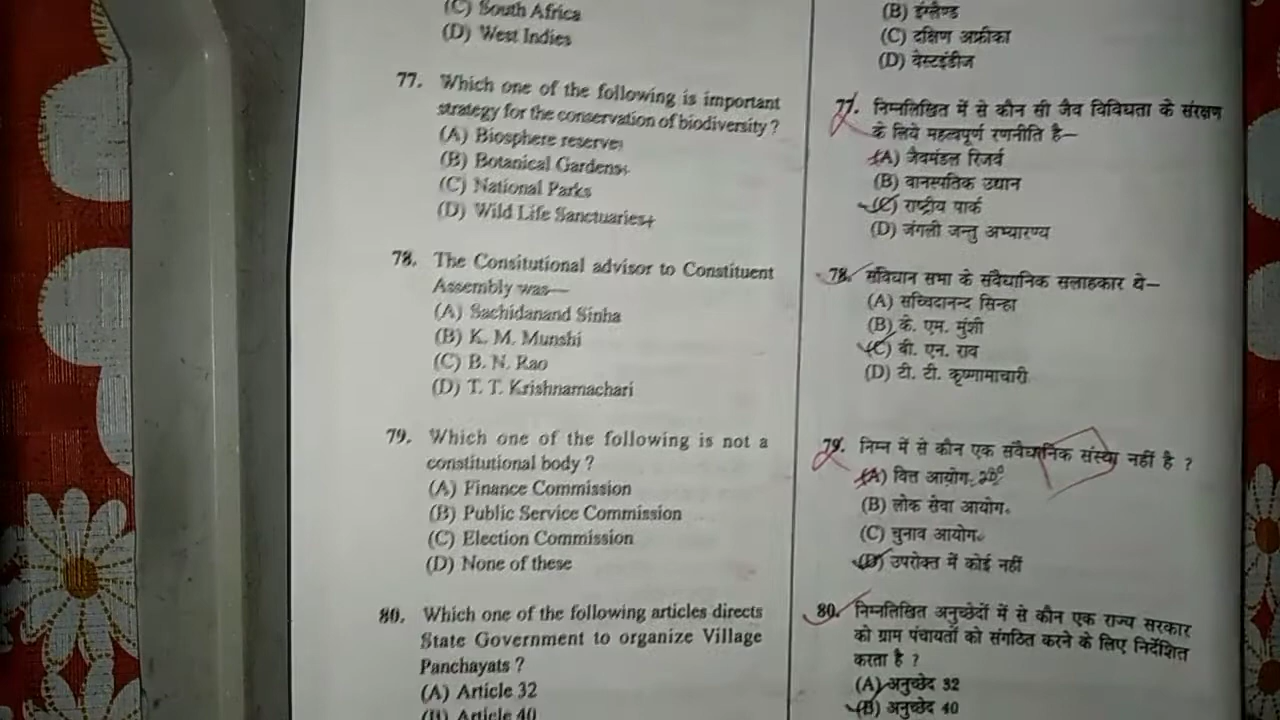 (C) South Africa
(D) West Indies
77. Which one of the following is important
strategy for the conservation of biodiversity ?
(A) Biosphere reserve
(B) Botanical Gardens
(C) National Parks
(D) Wild Life Sanctuaries
78. The Consitutional advisor to Constituent
Assembly was—
(A) Sachidanand Sinha
(B) K. M. Munshi
(C) B. N. Rao
(D) T. T. Krishnamachari
79. Which one of the following is not a
constitutional body ?
(A) Finance Commission
(B) Public Service Commission
(C) Election Commission
(D) None of these
80. Which one of the following articles directs
State Government to organize Village
Panchayats ?
(A) Article 32
(B) Article 40
(B) इंग्लैण्ड
(C) दक्षिण अफ्रीका
(D) वेस्टइंडीज
77. निम्नलिखित में से कौन सी जैव विविधता के संरक्षण
के लिये महत्वपूर्ण रणनीति है—
(A) जैवमंडल रिजर्व
(B) वानस्पतिक उद्यान
(C) राष्ट्रीय पार्क
(D) जंगली जन्तु अभ्यारण्य
78. संविधान सभा के संवैधानिक सलाहकार थे—
(A) सच्चिदानन्द सिन्हा
(B) के. एम. मुंशी
(C) वी. एन. राव
(D) टी. टी. कृष्णामाचारी
79. निम्न में से कौन एक संवैधानिक संस्था नहीं है ?
(A) वित्त आयोग
(B) लोक सेवा आयोग
(C) चुनाव आयोग
(D) उपरोक्त में कोई नहीं
80. निम्नलिखित अनुच्छेदों में से कौन एक राज्य सरकार
को ग्राम पंचायतों को संगठित करने के लिए निर्देशित
करता है ?
(A) अनुच्छेद 32
(B) अनुच्छेद 40